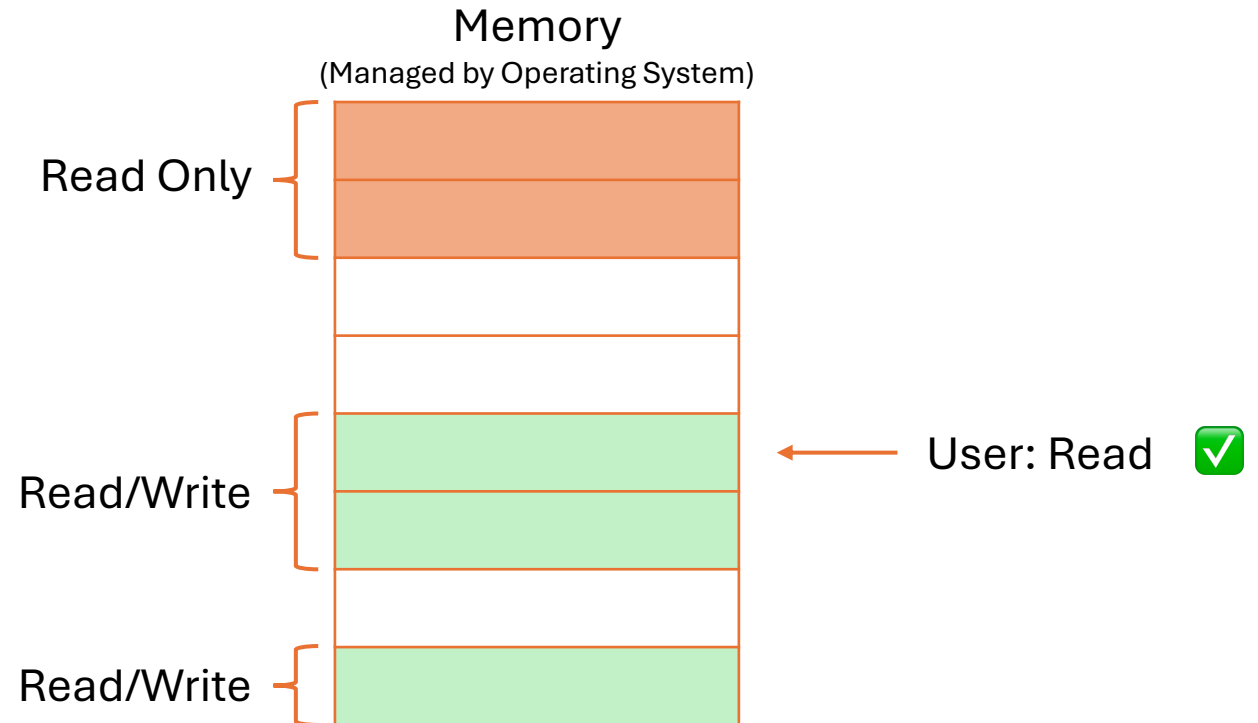 Memory
(Managed by Operating System)
Read Only
User: Read ✅
Read/Write
Read/Write